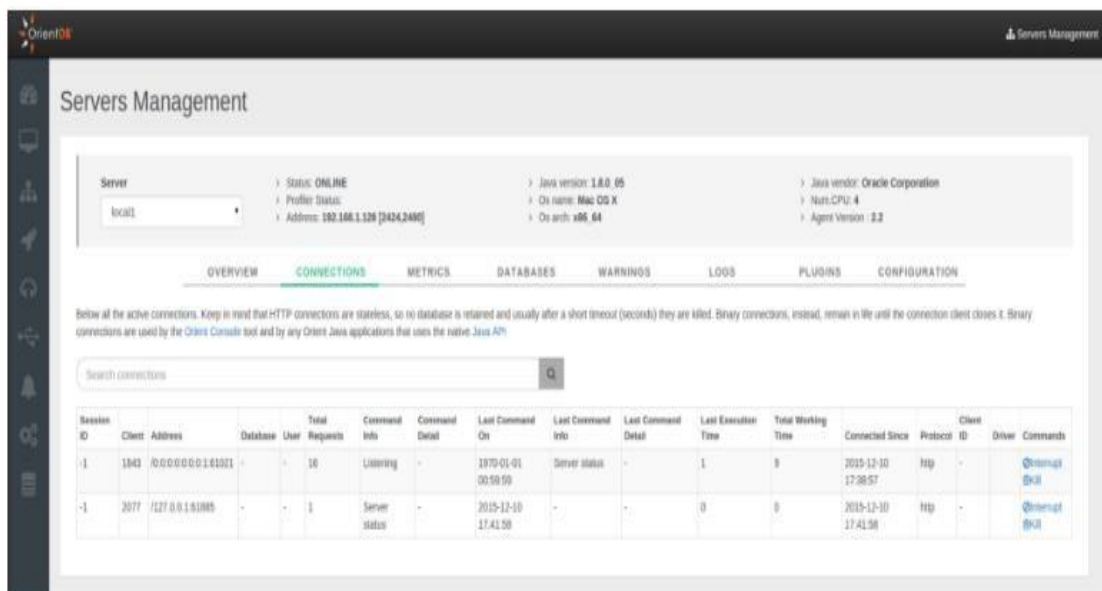 OrientDB
Servers Management
Servers Management
Server
local1
› Status: ONLINE
› Profiler Status:
› Address: 192.168.1.126 [2424,2480]
› Java version: 1.8.0_05
› Os name: Mac OS X
› Os arch: x86_64
› Java vendor: Oracle Corporation
› Num.CPU: 4
› Agent Version : 2.2
OVERVIEW CONNECTIONS METRICS DATABASES WARNINGS LOGS PLUGINS CONFIGURATION
Below all the active connections. Keep in mind that HTTP connections are stateless, so no database is retained and usually after a short timeout (seconds) they are killed. Binary connections, instead, remain in life until the connection client closes it. Binary
connections are used by the Orient Console tool and by any Orient Java applications that uses the native Java API
Search connections
Session ID Client Address Database User Total Requests Command Info Command Detail Last Command On Last Command Info Last Command Detail Last Execution Time Total Working Time Connected Since Protocol Client ID Driver Commands
-1 1843 /0:0:0:0:0:0:0:1:61021 - - 16 Listening - 1970-01-01 00:59:59 Server status - 1 9 2015-12-10 17:38:57 http - Interrupt Kill
-1 2077 /127.0.0.1:61885 - - 1 Server status - 2015-12-10 17:41:58 - - 0 0 2015-12-10 17:41:58 http - Interrupt Kill